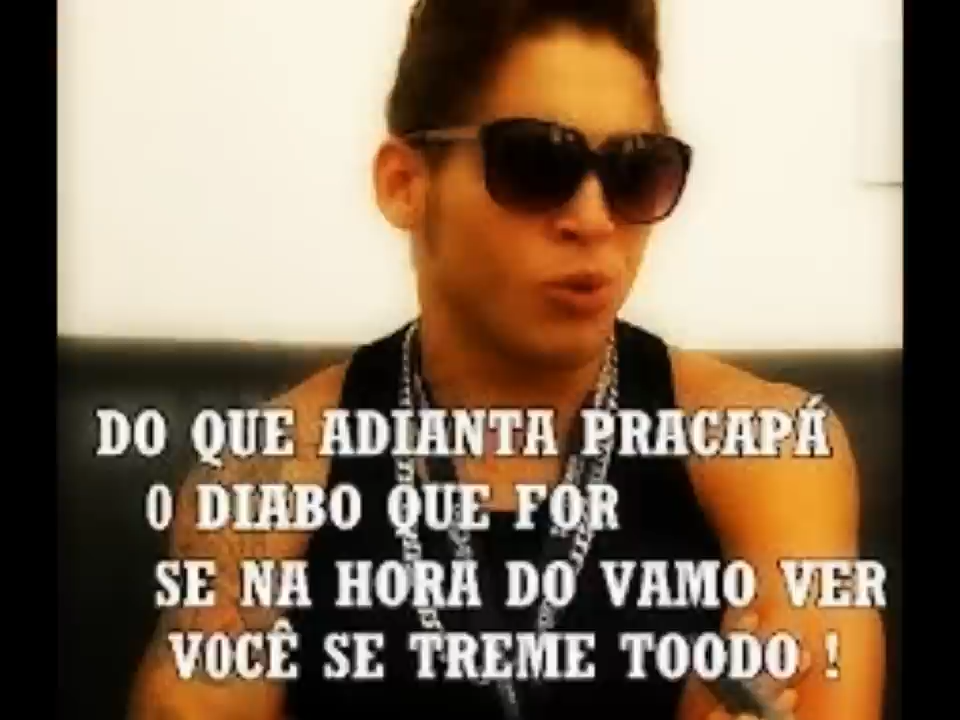 DO QUE ADIANTA PRACAPÁ
O DIABO QUE FOR
SE NA HORA DO VAMO VER
VOCÊ SE TREME TOODO !